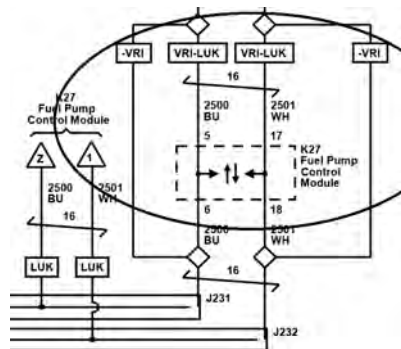 -VRI
VRI-LUK
VRI-LUK
-VRI
16
K27
Fuel Pump
Control Module
2500
BU
2501
WH
5
17
Z
1
K27
Fuel Pump
Control
Module
2500
BU
2501
WH
16
6
18
2500
BU
2501
WH
16
LUK
LUK
J231
J232